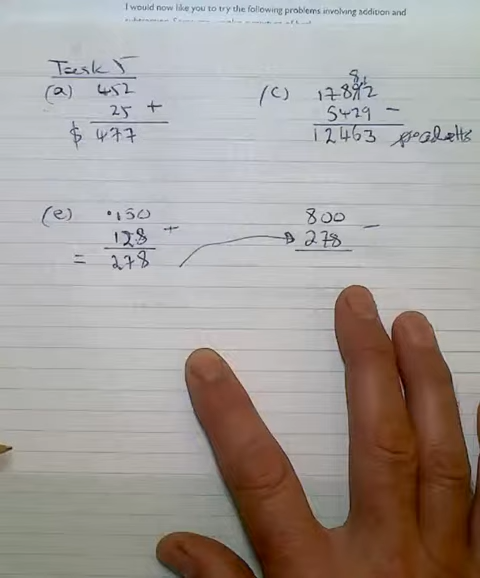 I would now like you to try the following problems involving addition and
Task 5
(a) 452
25 +
$ 477
(c) 17892
5429 -
12463 products
(e) 150
128 +
= 278
800
278 -